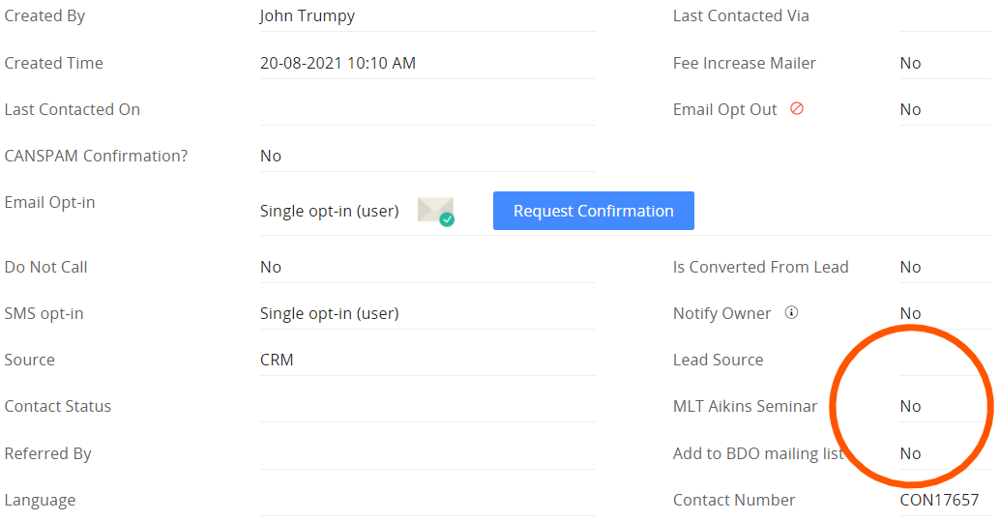 Created By John Trumpy Last Contacted Via
Created Time 20-08-2021 10:10 AM Fee Increase Mailer No
Last Contacted On Email Opt Out No
CANSPAM Confirmation? No
Email Opt-in Single opt-in (user) Request Confirmation
Do Not Call No Is Converted From Lead No
SMS opt-in Single opt-in (user) Notify Owner No
Source CRM Lead Source
Contact Status MLT Aikins Seminar No
Referred By Add to BDO mailing list No
Language Contact Number CON17657